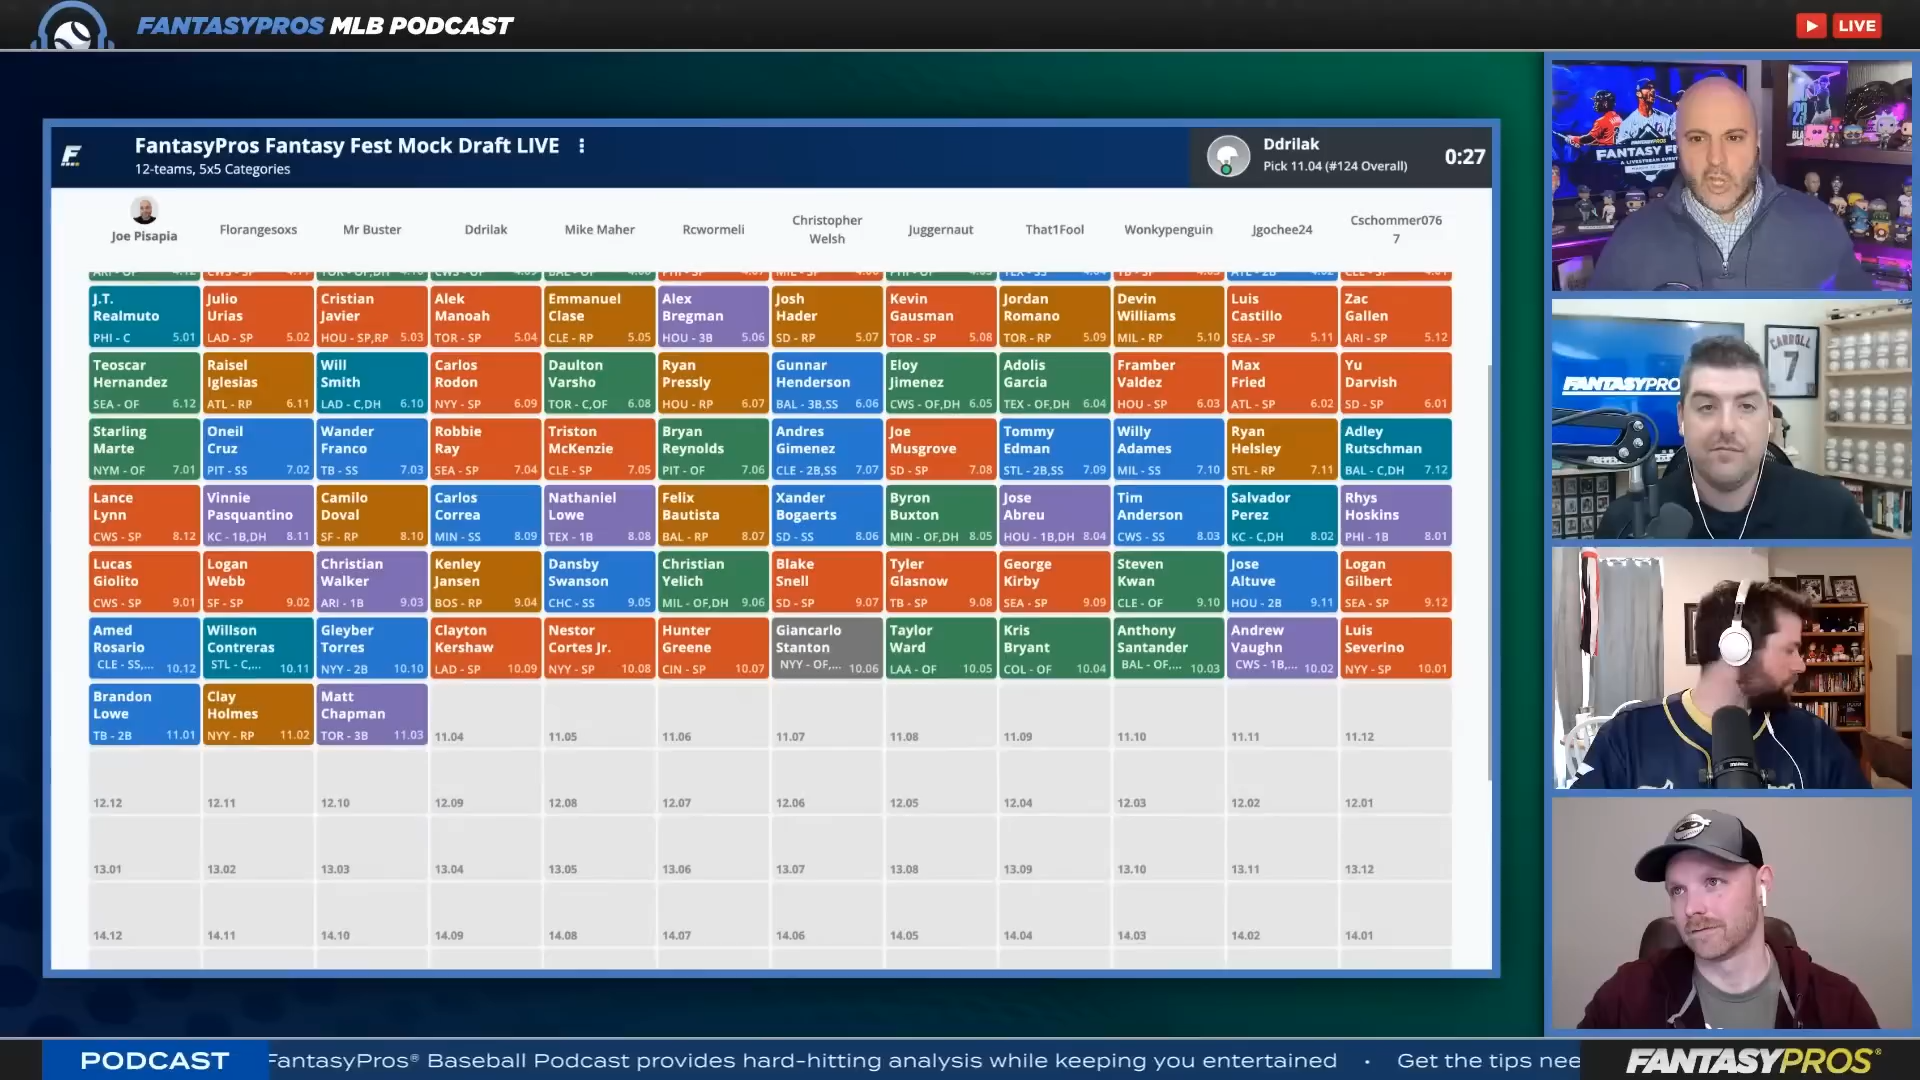 FANTASYPROS MLB PODCAST
LIVE
FantasyPros Fantasy Fest Mock Draft LIVE
12-teams, 5x5 Categories
Ddrilak
Pick 11.04 (#124 Overall)
0:27
Joe Pisapia
Florangesoxs
Mr Buster
Ddrilak
Mike Maher
Rcwormeli
Christopher
Welsh
Juggernaut
That1Fool
Wonkypenguin
Jgochee24
Cschommer076
7
J.T. Realmuto PHI - C 5.01
Julio Urias LAD - SP 5.02
Cristian Javier HOU - SP,RP 5.03
Alek Manoah TOR - SP 5.04
Emmanuel Clase CLE - RP 5.05
Alex Bregman HOU - 3B 5.06
Josh Hader SD - RP 5.07
Kevin Gausman TOR - SP 5.08
Jordan Romano TOR - RP 5.09
Devin Williams MIL - RP 5.10
Luis Castillo SEA - SP 5.11
Zac Gallen ARI - SP 5.12
Teoscar Hernandez SEA - OF 6.12
Raisel Iglesias ATL - RP 6.11
Will Smith LAD - C,DH 6.10
Carlos Rodon NYY - SP 6.09
Daulton Varsho TOR - C,OF 6.08
Ryan Pressly HOU - RP 6.07
Gunnar Henderson BAL - 3B,SS 6.06
Eloy Jimenez CWS - OF,DH 6.05
Adolis Garcia TEX - OF,DH 6.04
Framber Valdez HOU - SP 6.03
Max Fried ATL - SP 6.02
Yu Darvish SD - SP 6.01
Starling Marte NYM - OF 7.01
Oneil Cruz PIT - SS 7.02
Wander Franco TB - SS 7.03
Robbie Ray SEA - SP 7.04
Triston McKenzie CLE - SP 7.05
Bryan Reynolds PIT - OF 7.06
Andres Gimenez CLE - 2B,SS 7.07
Joe Musgrove SD - SP 7.08
Tommy Edman STL - 2B,SS 7.09
Willy Adames MIL - SS 7.10
Ryan Helsley STL - RP 7.11
Adley Rutschman BAL - C,DH 7.12
Lance Lynn CWS - SP 8.12
Vinnie Pasquantino KC - 1B,DH 8.11
Camilo Doval SF - RP 8.10
Carlos Correa MIN - SS 8.09
Nathaniel Lowe TEX - 1B 8.08
Felix Bautista BAL - RP 8.07
Xander Bogaerts SD - SS 8.06
Byron Buxton MIN - OF,DH 8.05
Jose Abreu HOU - 1B,DH 8.04
Tim Anderson CWS - SS 8.03
Salvador Perez KC - C,DH 8.02
Rhys Hoskins PHI - 1B 8.01
Lucas Giolito CWS - SP 9.01
Logan Webb SF - SP 9.02
Christian Walker ARI - 1B 9.03
Kenley Jansen BOS - RP 9.04
Dansby Swanson CHC - SS 9.05
Christian Yelich MIL - OF,DH 9.06
Blake Snell SD - SP 9.07
Tyler Glasnow TB - SP 9.08
George Kirby SEA - SP 9.09
Steven Kwan CLE - OF 9.10
Jose Altuve HOU - 2B 9.11
Logan Gilbert SEA - SP 9.12
Amed Rosario CLE - SS,... 10.12
Willson Contreras STL - C,... 10.11
Gleyber Torres NYY - 2B 10.10
Clayton Kershaw LAD - SP 10.09
Nestor Cortes Jr. NYY - SP 10.08
Hunter Greene CIN - SP 10.07
Giancarlo Stanton NYY - OF,... 10.06
Taylor Ward LAA - OF 10.05
Kris Bryant COL - OF 10.04
Anthony Santander BAL - OF,... 10.03
Andrew Vaughn CWS - 1B,... 10.02
Luis Severino NYY - SP 10.01
Brandon Lowe TB - 2B 11.01
Clay Holmes NYY - RP 11.02
Matt Chapman TOR - 3B 11.03
11.04 11.05 11.06 11.07 11.08 11.09 11.10 11.11 11.12
12.12 12.11 12.10 12.09 12.08 12.07 12.06 12.05 12.04 12.03 12.02 12.01
13.01 13.02 13.03 13.04 13.05 13.06 13.07 13.08 13.09 13.10 13.11 13.12
14.12 14.11 14.10 14.09 14.08 14.07 14.06 14.05 14.04 14.03 14.02 14.01
FANTASYPRO
CARROLL
7
PODCAST
FantasyPros® Baseball Podcast provides hard-hitting analysis while keeping you entertained • Get the tips nee
FANTASYPROS®